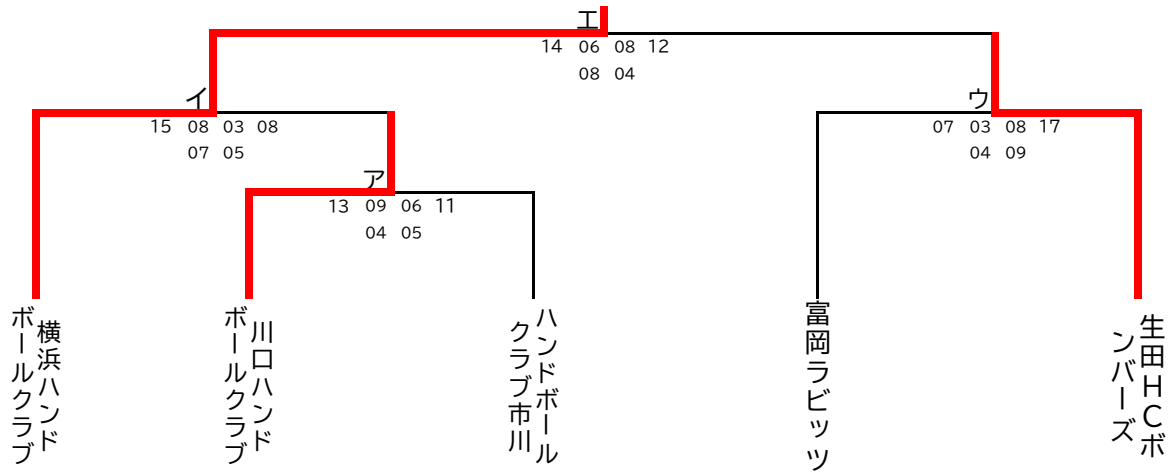 エ
14 06 08 12
08 04
イ
15 08 03 08
07 05
ウ
07 03 08 17
04 09
ア
13 09 06 11
04 05
横浜ハンド
ボールクラブ
川口ハンド
ボールクラブ
ハンドボール
クラブ市川
富岡ラビッツ
生田HCボ
ンバーズ